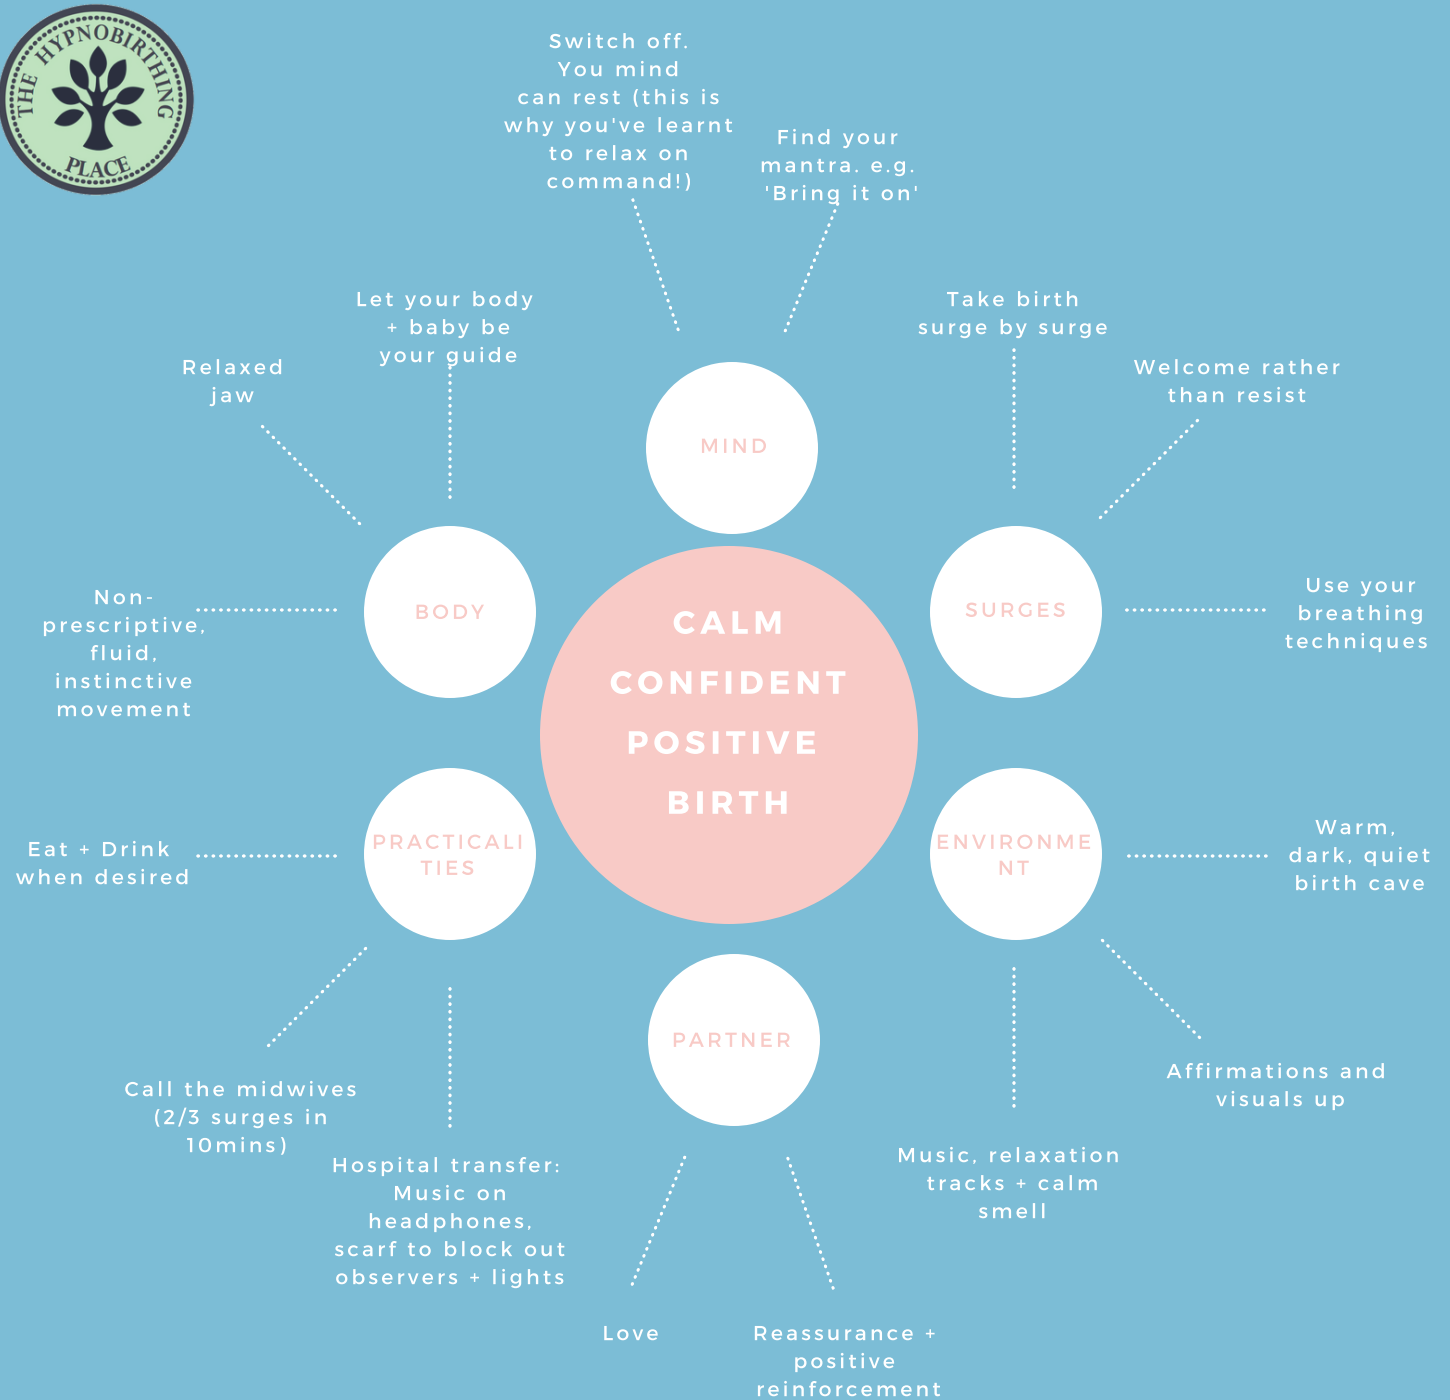 THE HYPNOBIRTHING
PLACE
Switch off.
You mind
can rest (this is
why you've learnt
to relax on
command!)
Find your
mantra. e.g.
'Bring it on'
MIND
Let your body
+ baby be
your guide
Relaxed
jaw
Non-
prescriptive,
fluid,
instinctive
movement
BODY
Take birth
surge by surge
Welcome rather
than resist
Use your
breathing
techniques
SURGES
CALM
CONFIDENT
POSITIVE
BIRTH
PRACTICALI
TIES
Eat + Drink
when desired
Call the midwives
(2/3 surges in
10mins)
Hospital transfer:
Music on
headphones,
scarf to block out
observers + lights
ENVIRONME
NT
Warm,
dark, quiet
birth cave
Affirmations and
visuals up
Music, relaxation
tracks + calm
smell
PARTNER
Love
Reassurance +
positive
reinforcement